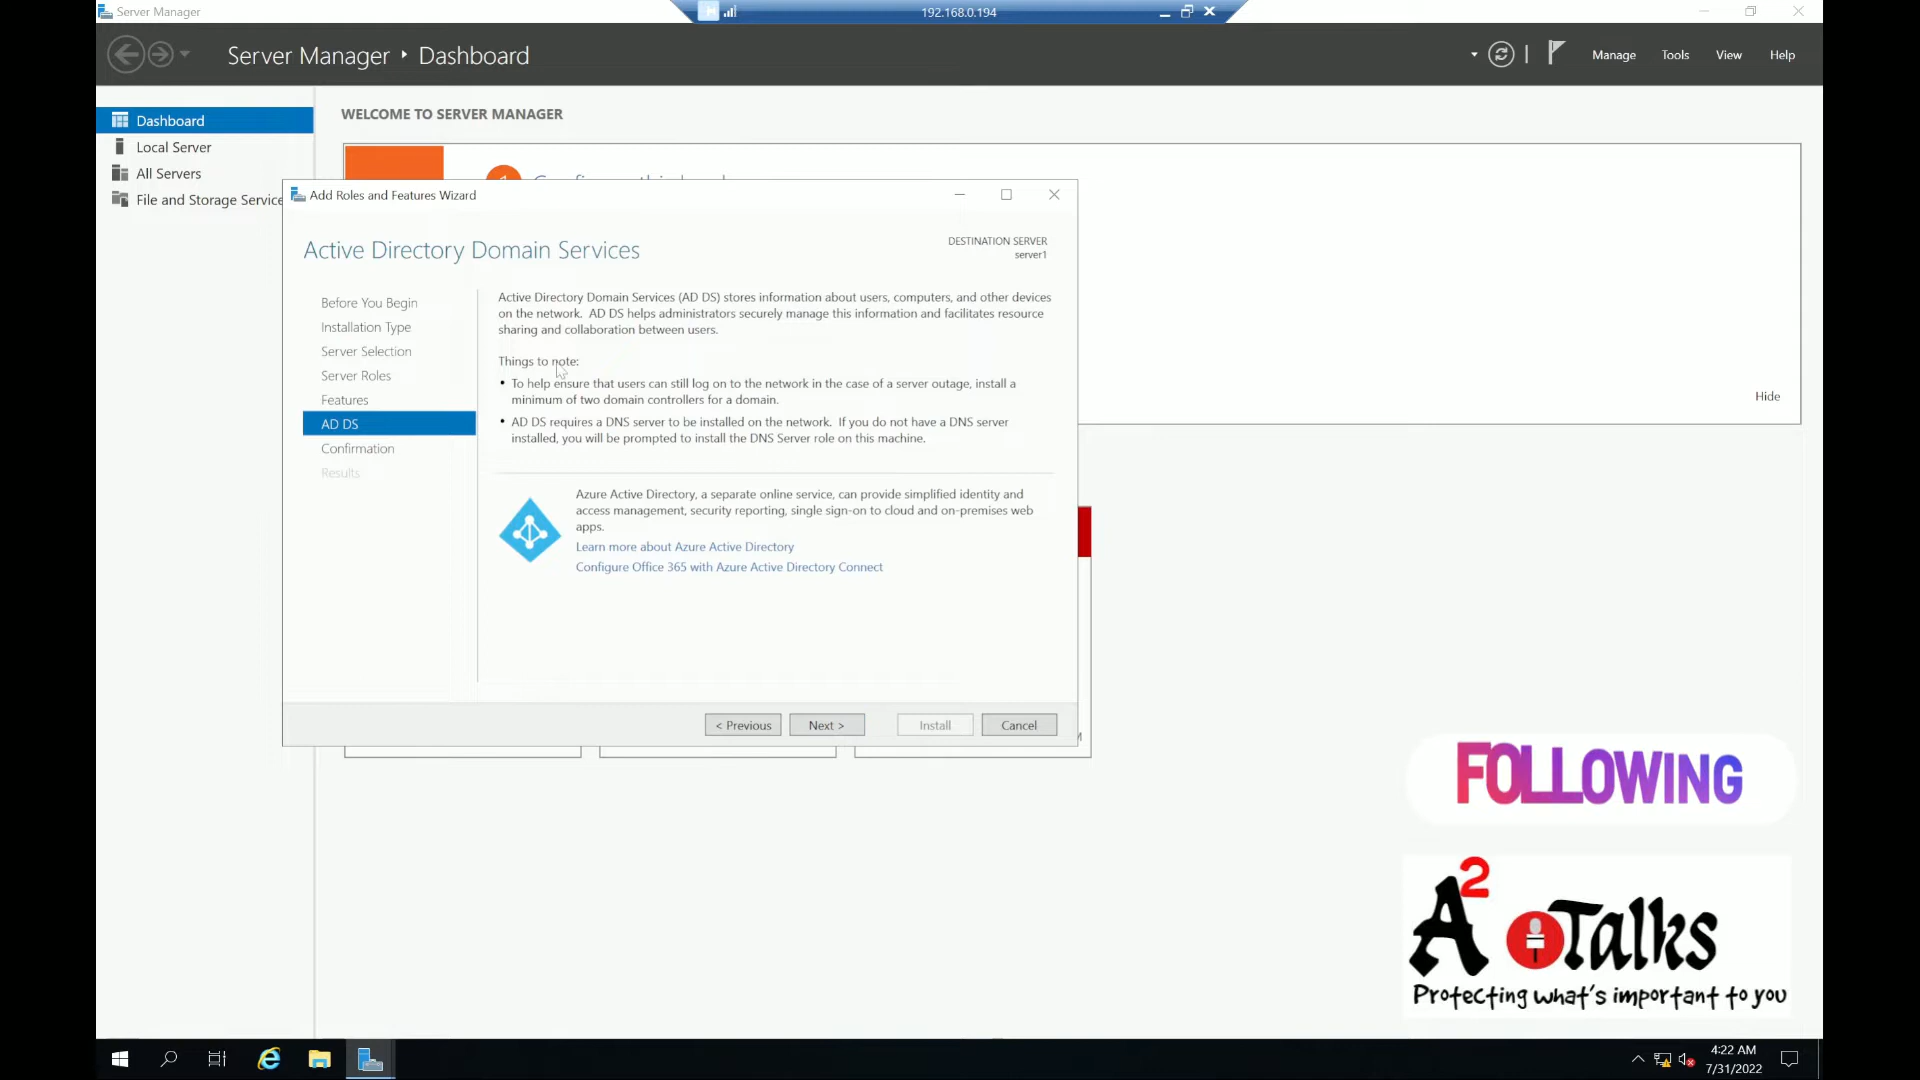 Server Manager
192.168.0.194
Server Manager ‣ Dashboard
Manage Tools View Help
Dashboard
Local Server
All Servers
File and Storage Service
WELCOME TO SERVER MANAGER
Hide
Add Roles and Features Wizard
Active Directory Domain Services
DESTINATION SERVER
server1
Before You Begin
Installation Type
Server Selection
Server Roles
Features
AD DS
Confirmation
Results
Active Directory Domain Services (AD DS) stores information about users, computers, and other devices
on the network. AD DS helps administrators securely manage this information and facilitates resource
sharing and collaboration between users.
Things to note:
• To help ensure that users can still log on to the network in the case of a server outage, install a
minimum of two domain controllers for a domain.
• AD DS requires a DNS server to be installed on the network. If you do not have a DNS server
installed, you will be prompted to install the DNS Server role on this machine.
Azure Active Directory, a separate online service, can provide simplified identity and
access management, security reporting, single sign-on to cloud and on-premises web
apps.
Learn more about Azure Active Directory
Configure Office 365 with Azure Active Directory Connect
< Previous Next > Install Cancel
FOLLOWING
A2 Talks
Protecting what's important to you
4:22 AM
7/31/2022